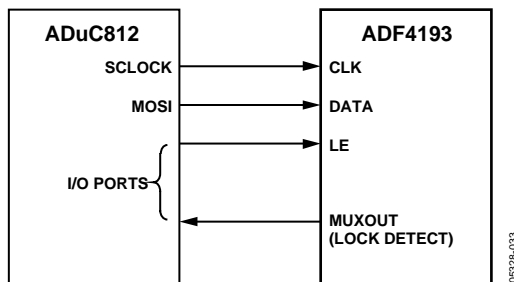 ADuC812
ADF4193
SCLOCK
CLK
MOSI
DATA
LE
I/O PORTS
MUXOUT
(LOCK DETECT)
05328-033